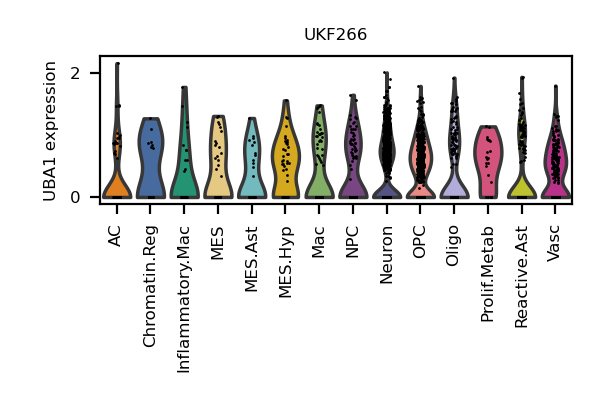 UKF266
UBA1 expression
2
0
AC
Chromatin.Reg
Inflammatory.Mac
MES
MES.Ast
MES.Hyp
Mac
NPC
Neuron
OPC
Oligo
Prolif.Metab
Reactive.Ast
Vasc